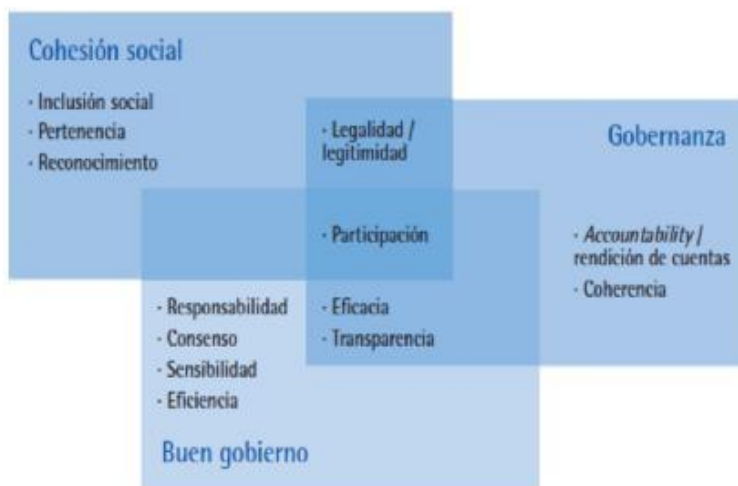 Cohesión social
· Inclusión social
· Pertenencia
· Reconocimiento
· Legalidad /
legitimidad
Gobernanza
· Participación
· Accountability /
rendición de cuentas
· Coherencia
· Responsabilidad
· Consenso
· Sensibilidad
· Eficiencia
· Eficacia
· Transparencia
Buen gobierno